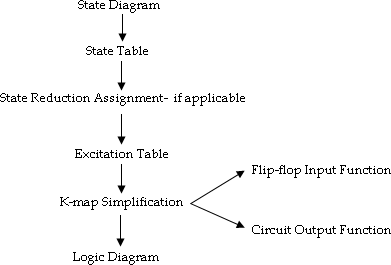 State Diagram
State Table
State Reduction Assignment- if applicable
Excitation Table
Flip-flop Input Function
K-map Simplification
Circuit Output Function
Logic Diagram